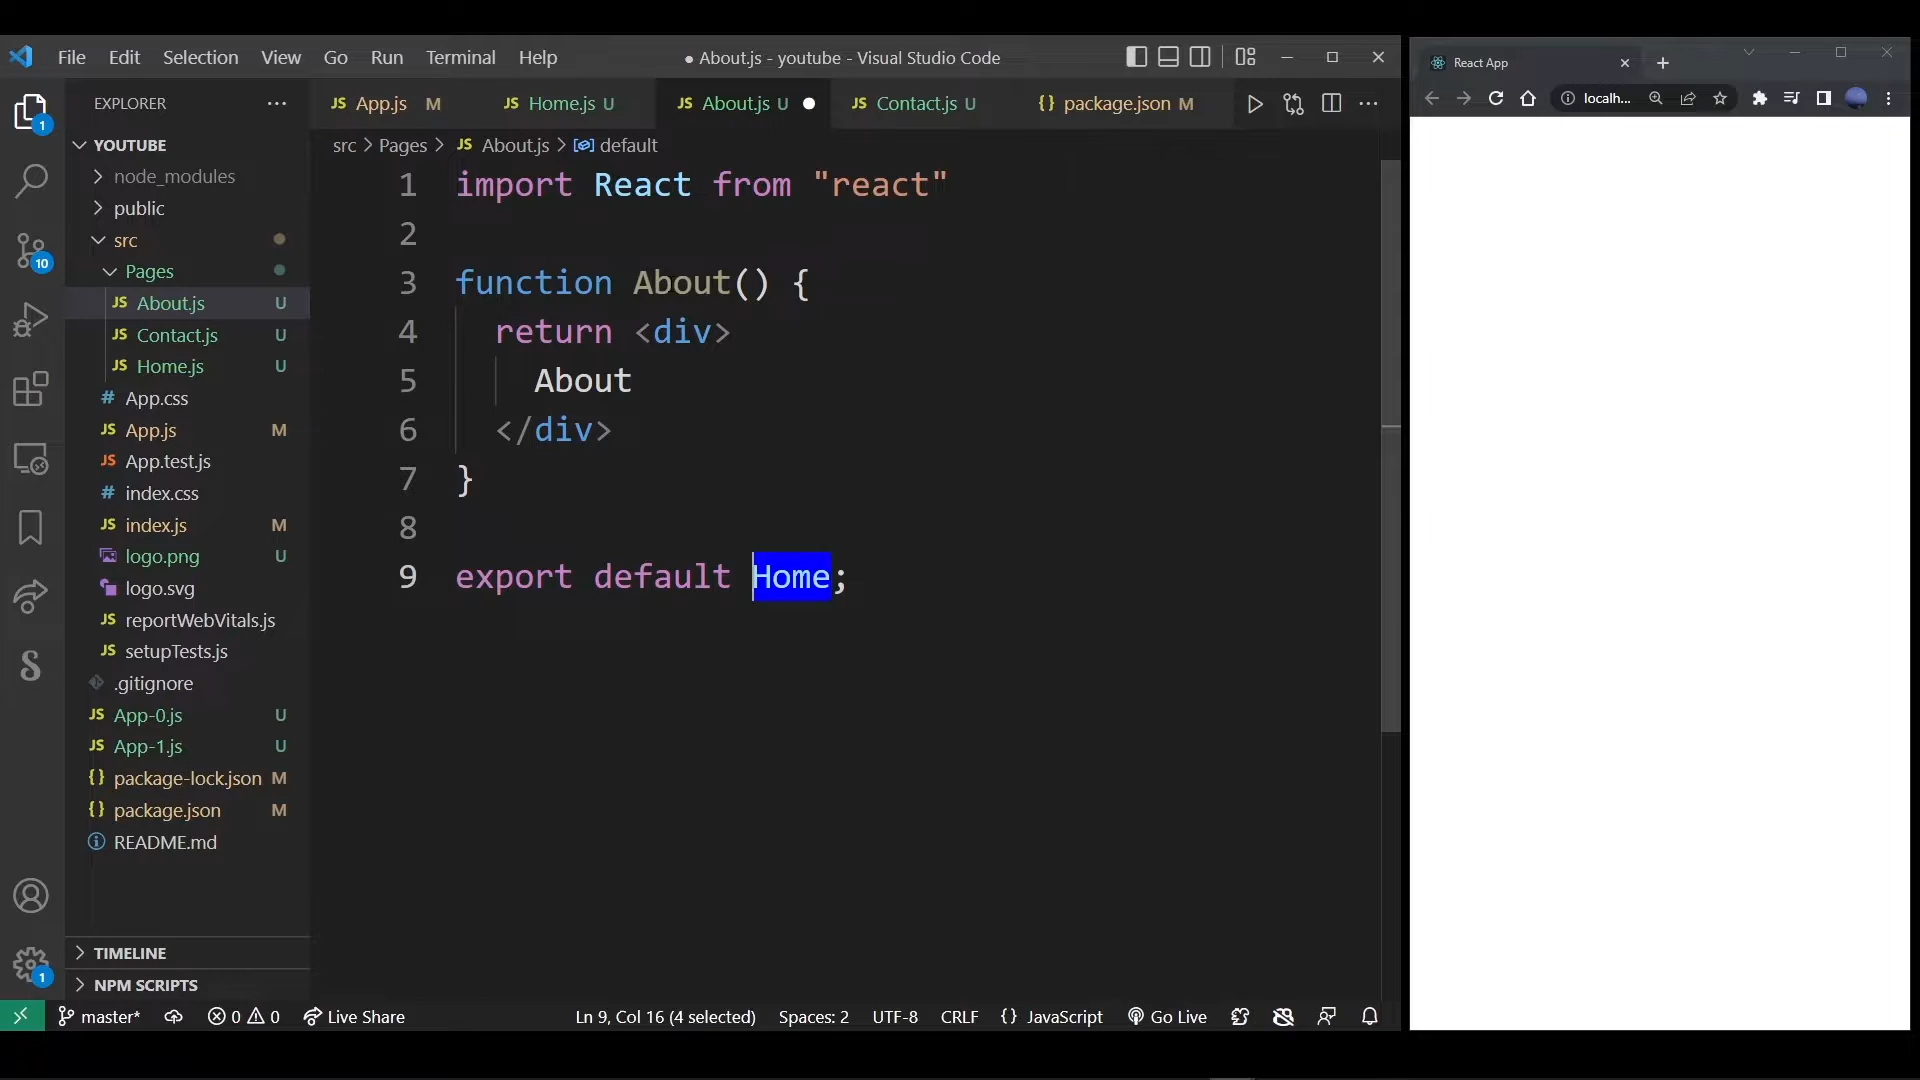 File Edit Selection View Go Run Terminal Help
● About.js - youtube - Visual Studio Code
React App
localh...
EXPLORER
App.js M
Home.js U
About.js U
Contact.js U
{} package.json M
src > Pages > JS About.js > default
YOUTUBE
node_modules
public
src
Pages
JS About.js U
JS Contact.js U
JS Home.js U
# App.css
JS App.js M
JS App.test.js
# index.css
JS index.js M
logo.png U
logo.svg
JS reportWebVitals.js
JS setupTests.js
.gitignore
JS App-0.js U
JS App-1.js U
{} package-lock.json M
{} package.json M
README.md
TIMELINE
NPM SCRIPTS
1
10
1
1 import React from "react"
2
3 function About() {
4 return <div>
5 About
6 </div>
7 }
8
9 export default Home;
master* 0 0 Live Share
Ln 9, Col 16 (4 selected) Spaces: 2 UTF-8 CRLF {} JavaScript Go Live